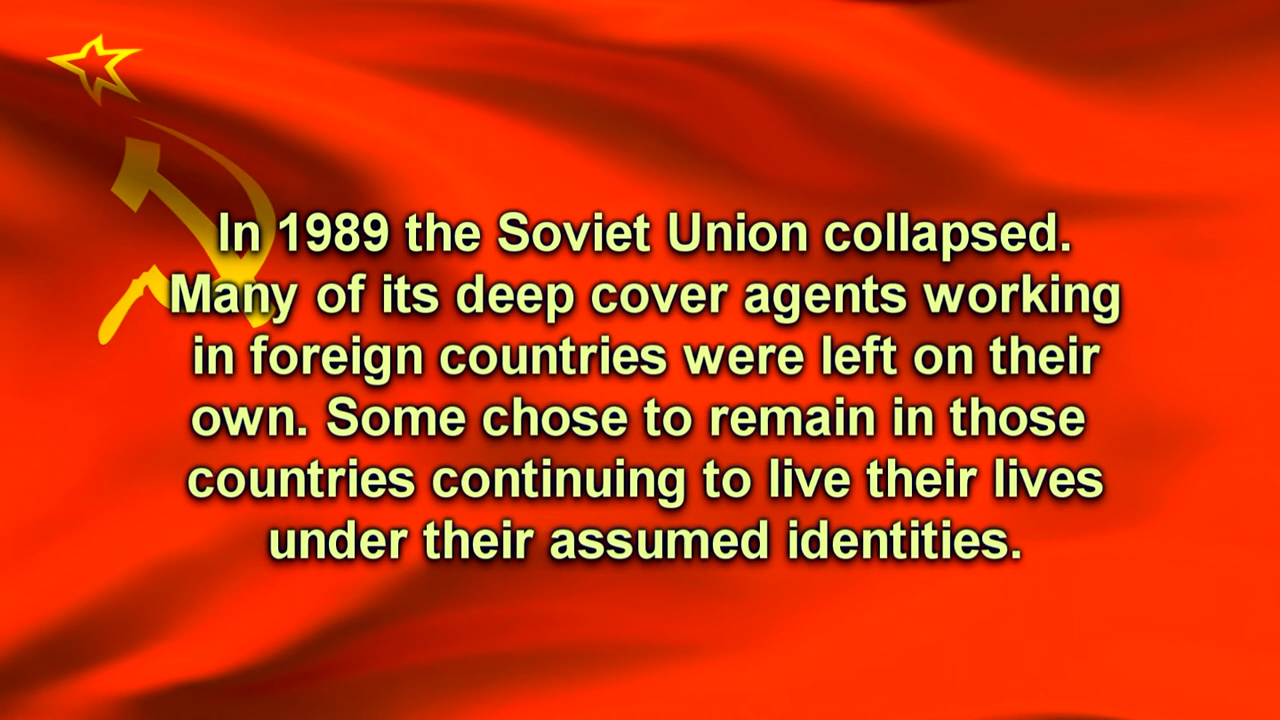 In 1989 the Soviet Union collapsed.
Many of its deep cover agents working
in foreign countries were left on their
own. Some chose to remain in those
countries continuing to live their lives
under their assumed identities.